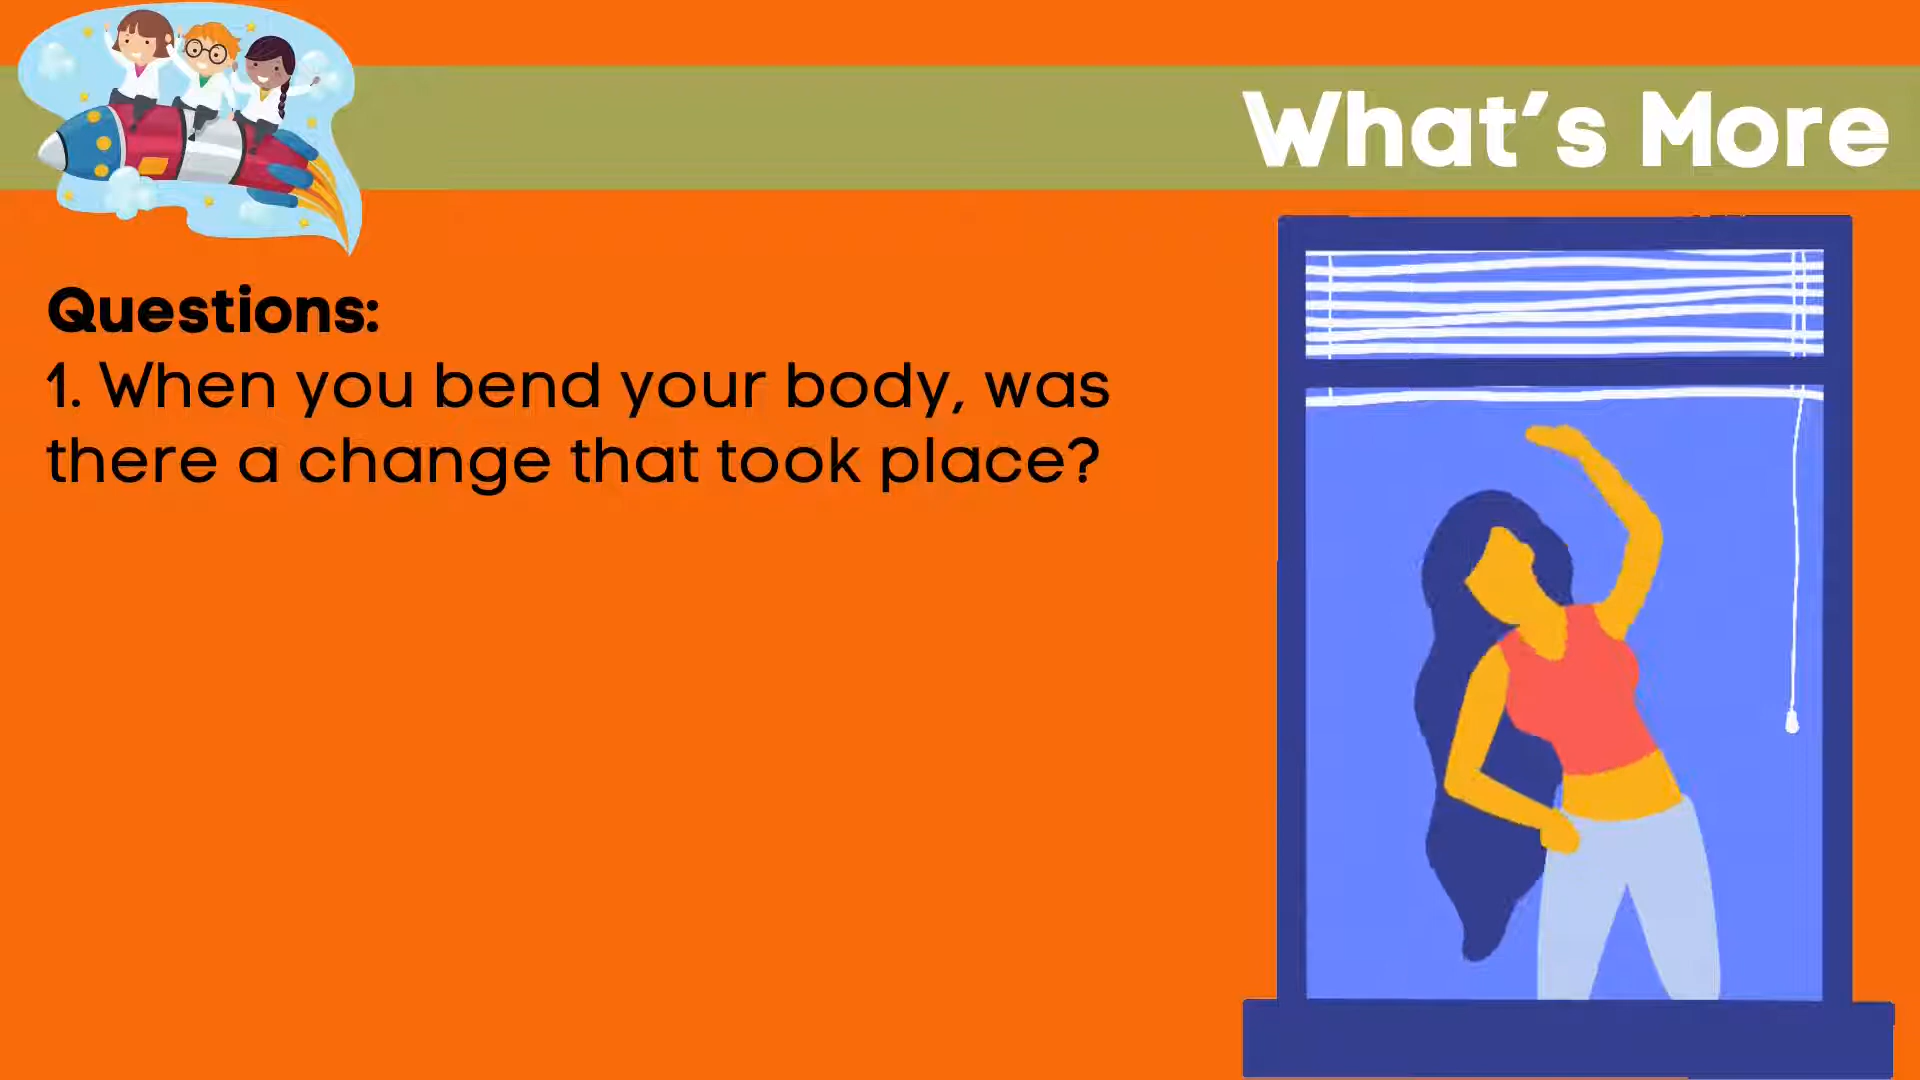 What's More
Questions:
1. When you bend your body, was
there a change that took place?